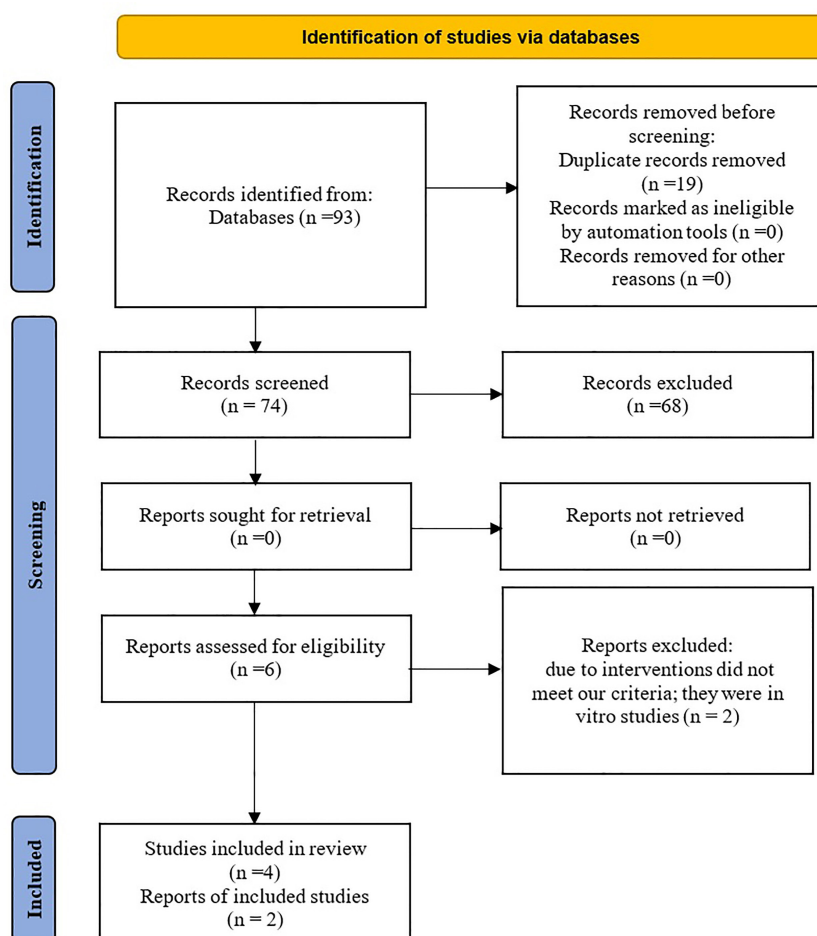 Identification of studies via databases
Identification
Records identified from:
Databases (n =93)
Records removed before
screening:
Duplicate records removed
(n =19)
Records marked as ineligible
by automation tools (n =0)
Records removed for other
reasons (n =0)
Screening
Records screened
(n = 74)
Records excluded
(n =68)
Reports sought for retrieval
(n =0)
Reports not retrieved
(n =0)
Reports assessed for eligibility
(n =6)
Reports excluded:
due to interventions did not
meet our criteria; they were in
vitro studies (n = 2)
Included
Studies included in review
(n =4)
Reports of included studies
(n = 2)